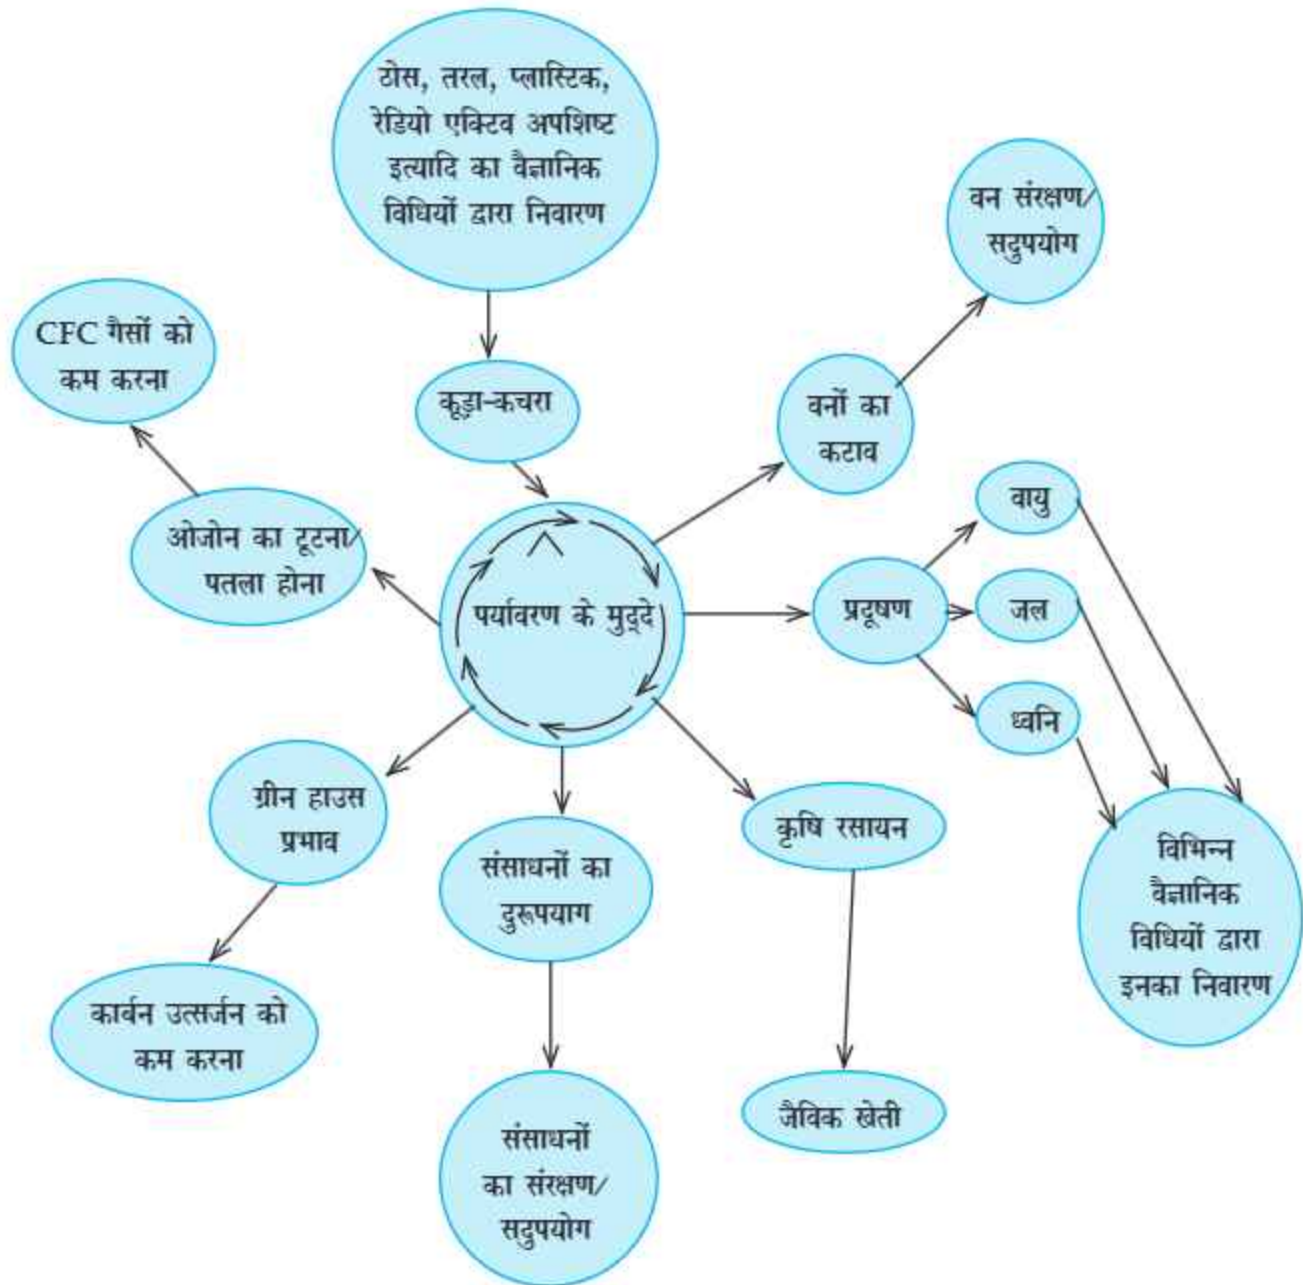 ठोस, तरल, प्लास्टिक,
रेडियो एक्टिव अपशिष्ट
इत्यादि का वैज्ञानिक
विधियों द्वारा निवारण
वन संरक्षण/
सदुपयोग
CFC गैसों को
कम करना
कूड़ा-कचरा
वनों का
कटाव
वायु
ओजोन का टूटना/
पतला होना
पर्यावरण के मुद्दे
प्रदूषण
जल
ध्वनि
ग्रीन हाउस
प्रभाव
कृषि रसायन
संसाधनों का
दुरूपयाग
विभिन्न
वैज्ञानिक
विधियों द्वारा
इनका निवारण
कार्बन उत्सर्जन को
कम करना
जैविक खेती
संसाधनों
का संरक्षण/
सदुपयोग